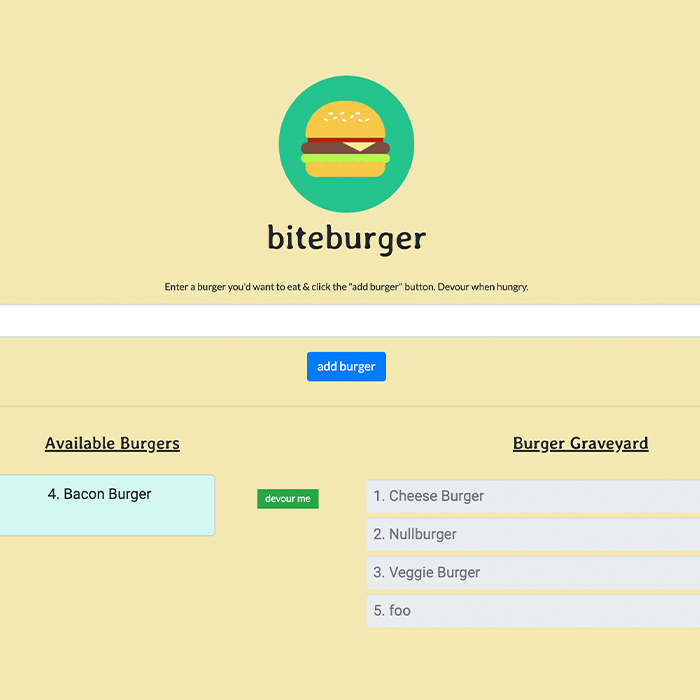 biteburger
Enter a burger you'd want to eat & click the "add burger" button. Devour when hungry.
add burger
Available Burgers
4. Bacon Burger
devour me
Burger Graveyard
1. Cheese Burger
2. Nullburger
3. Veggie Burger
5. foo